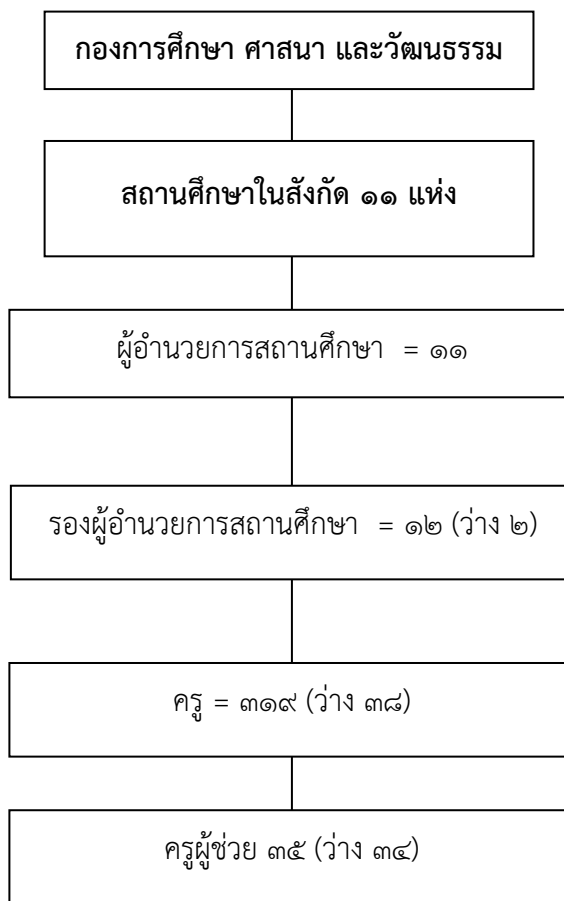 กองการศึกษา ศาสนา และวัฒนธรรม
สถานศึกษาในสังกัด ๑๑ แห่ง
ผู้อำนวยการสถานศึกษา = ๑๑
รองผู้อำนวยการสถานศึกษา = ๑๒ (ว่าง ๒)
ครู = ๓๑๙ (ว่าง ๓๘)
ครูผู้ช่วย ๓๕ (ว่าง ๓๔)